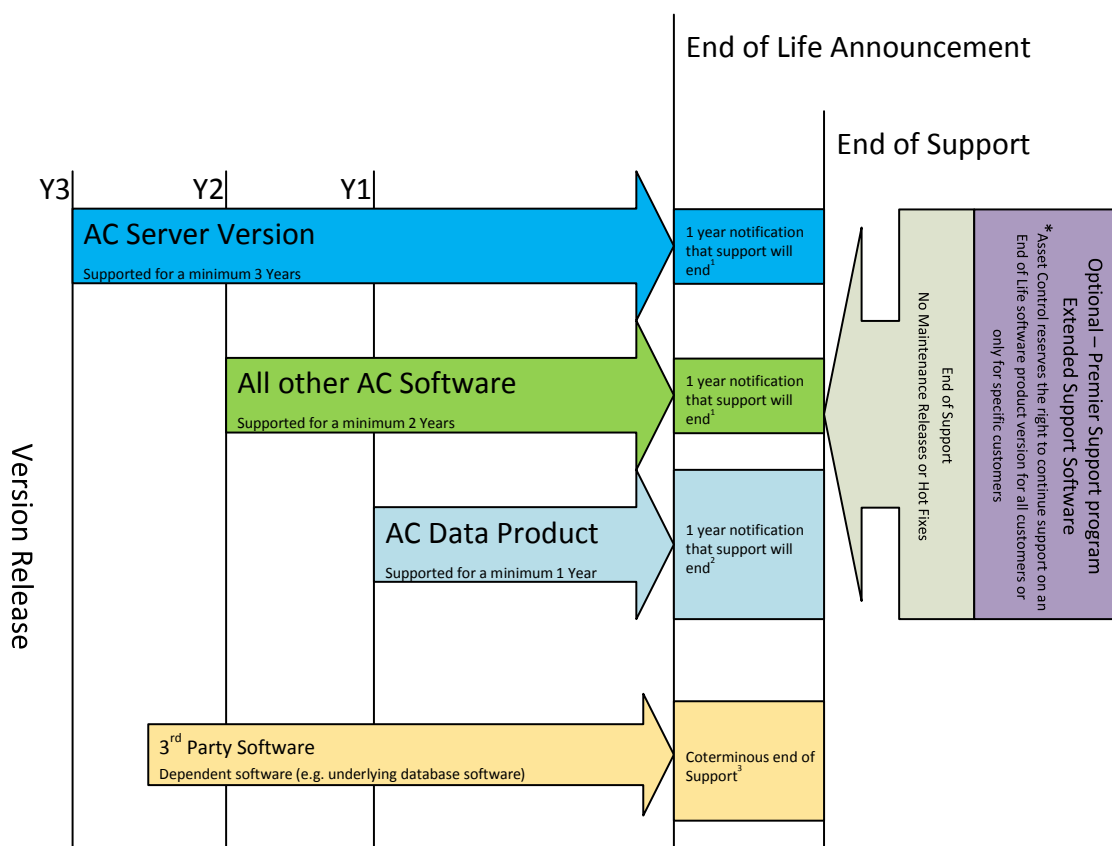 End of Life Announcement
End of Support
Y3
Y2
Y1
AC Server Version
Supported for a minimum 3 Years
1 year notification
that support will
end1
All other AC Software
Supported for a minimum 2 Years
1 year notification
that support will
end1
AC Data Product
Supported for a minimum 1 Year
1 year notification
that support will
end2
3rd Party Software
Dependent software (e.g. underlying database software)
Coterminous end of
Support3
Version Release
End of Support
No Maintenance Releases or Hot Fixes
Optional – Premier Support program
Extended Support Software
*Asset Control reserves the right to continue support on an
End of Life software product version for all customers or
only for specific customers